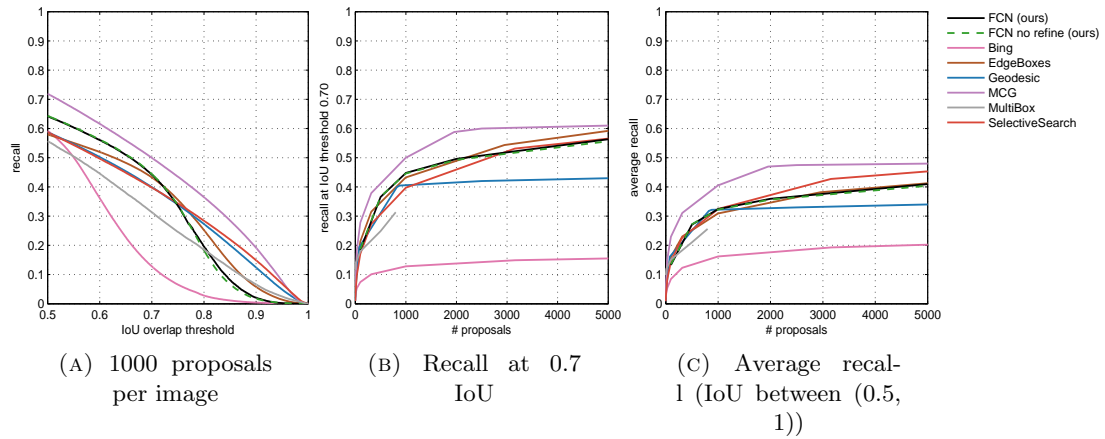 1
0.9
0.8
0.7
0.6
0.5
0.4
0.3
0.2
0.1
0
0.5 0.6 0.7 0.8 0.9 1
IoU overlap threshold
recall
1
0.9
0.8
0.7
0.6
0.5
0.4
0.3
0.2
0.1
0
0 1000 2000 3000 4000 5000
# proposals
recall at IoU threshold 0.70
1
0.9
0.8
0.7
0.6
0.5
0.4
0.3
0.2
0.1
0
0 1000 2000 3000 4000 5000
# proposals
average recall
FCN (ours)
FCN no refine (ours)
Bing
EdgeBoxes
Geodesic
MCG
MultiBox
SelectiveSearch
(A) 1000 proposals
per image
(B) Recall at 0.7
IoU
(C) Average recal-
l (IoU between (0.5,
1))